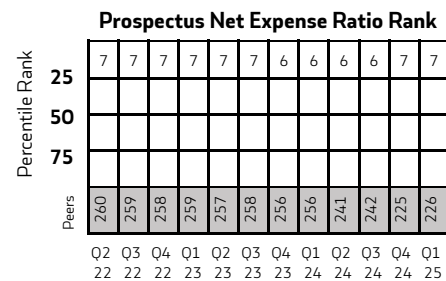 Prospectus Net Expense Ratio Rank
Percentile Rank
7 7 7 7 7 7 6 6 6 6 7 7
25
50
75
Peers
260 259 258 259 257 258 256 256 241 242 225 226
Q2 Q3 Q4 Q1 Q2 Q3 Q4 Q1 Q2 Q3 Q4 Q1
22 22 22 23 23 23 23 24 24 24 24 25